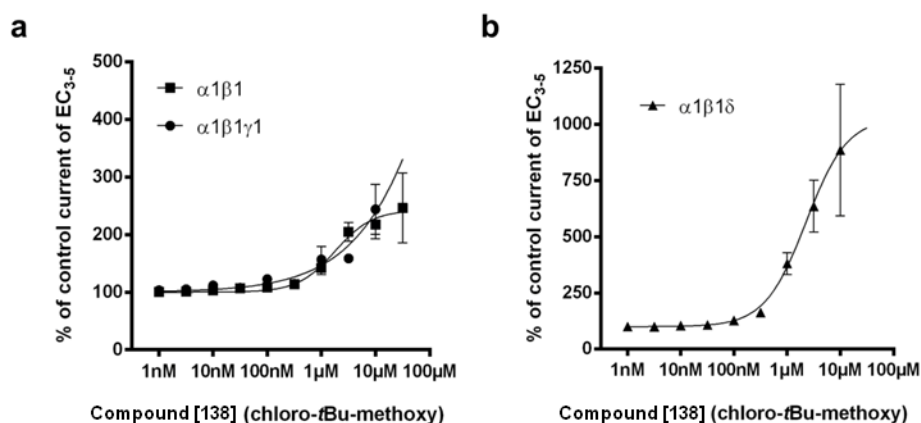 a
% of control current of EC3-5
500
400
300
200
100
0
α1β1
α1β1γ1
1nM 10nM 100nM 1µM 10µM 100µM
Compound [138] (chloro-tBu-methoxy)
b
% of control current of EC3-5
1250
1000
750
500
250
0
α1β1δ
1nM 10nM 100nM 1µM 10µM 100µM
Compound [138] (chloro-tBu-methoxy)